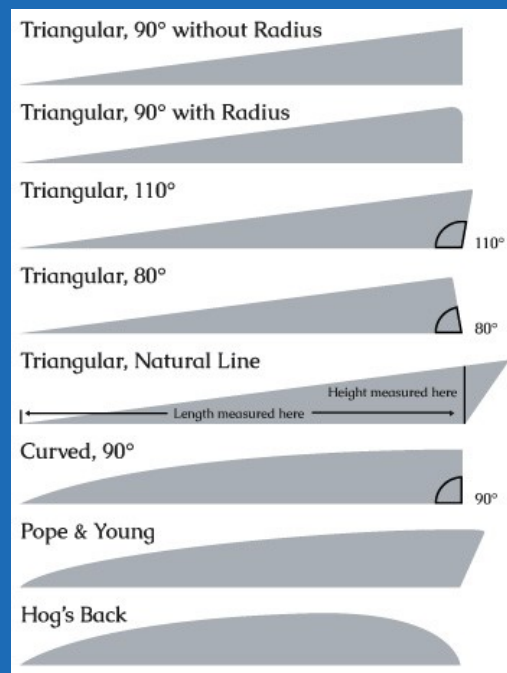 Triangular, 90° without Radius
Triangular, 90° with Radius
Triangular, 110°
110°
Triangular, 80°
80°
Triangular, Natural Line
Height measured here
Length measured here
Curved, 90°
90°
Pope & Young
Hog's Back